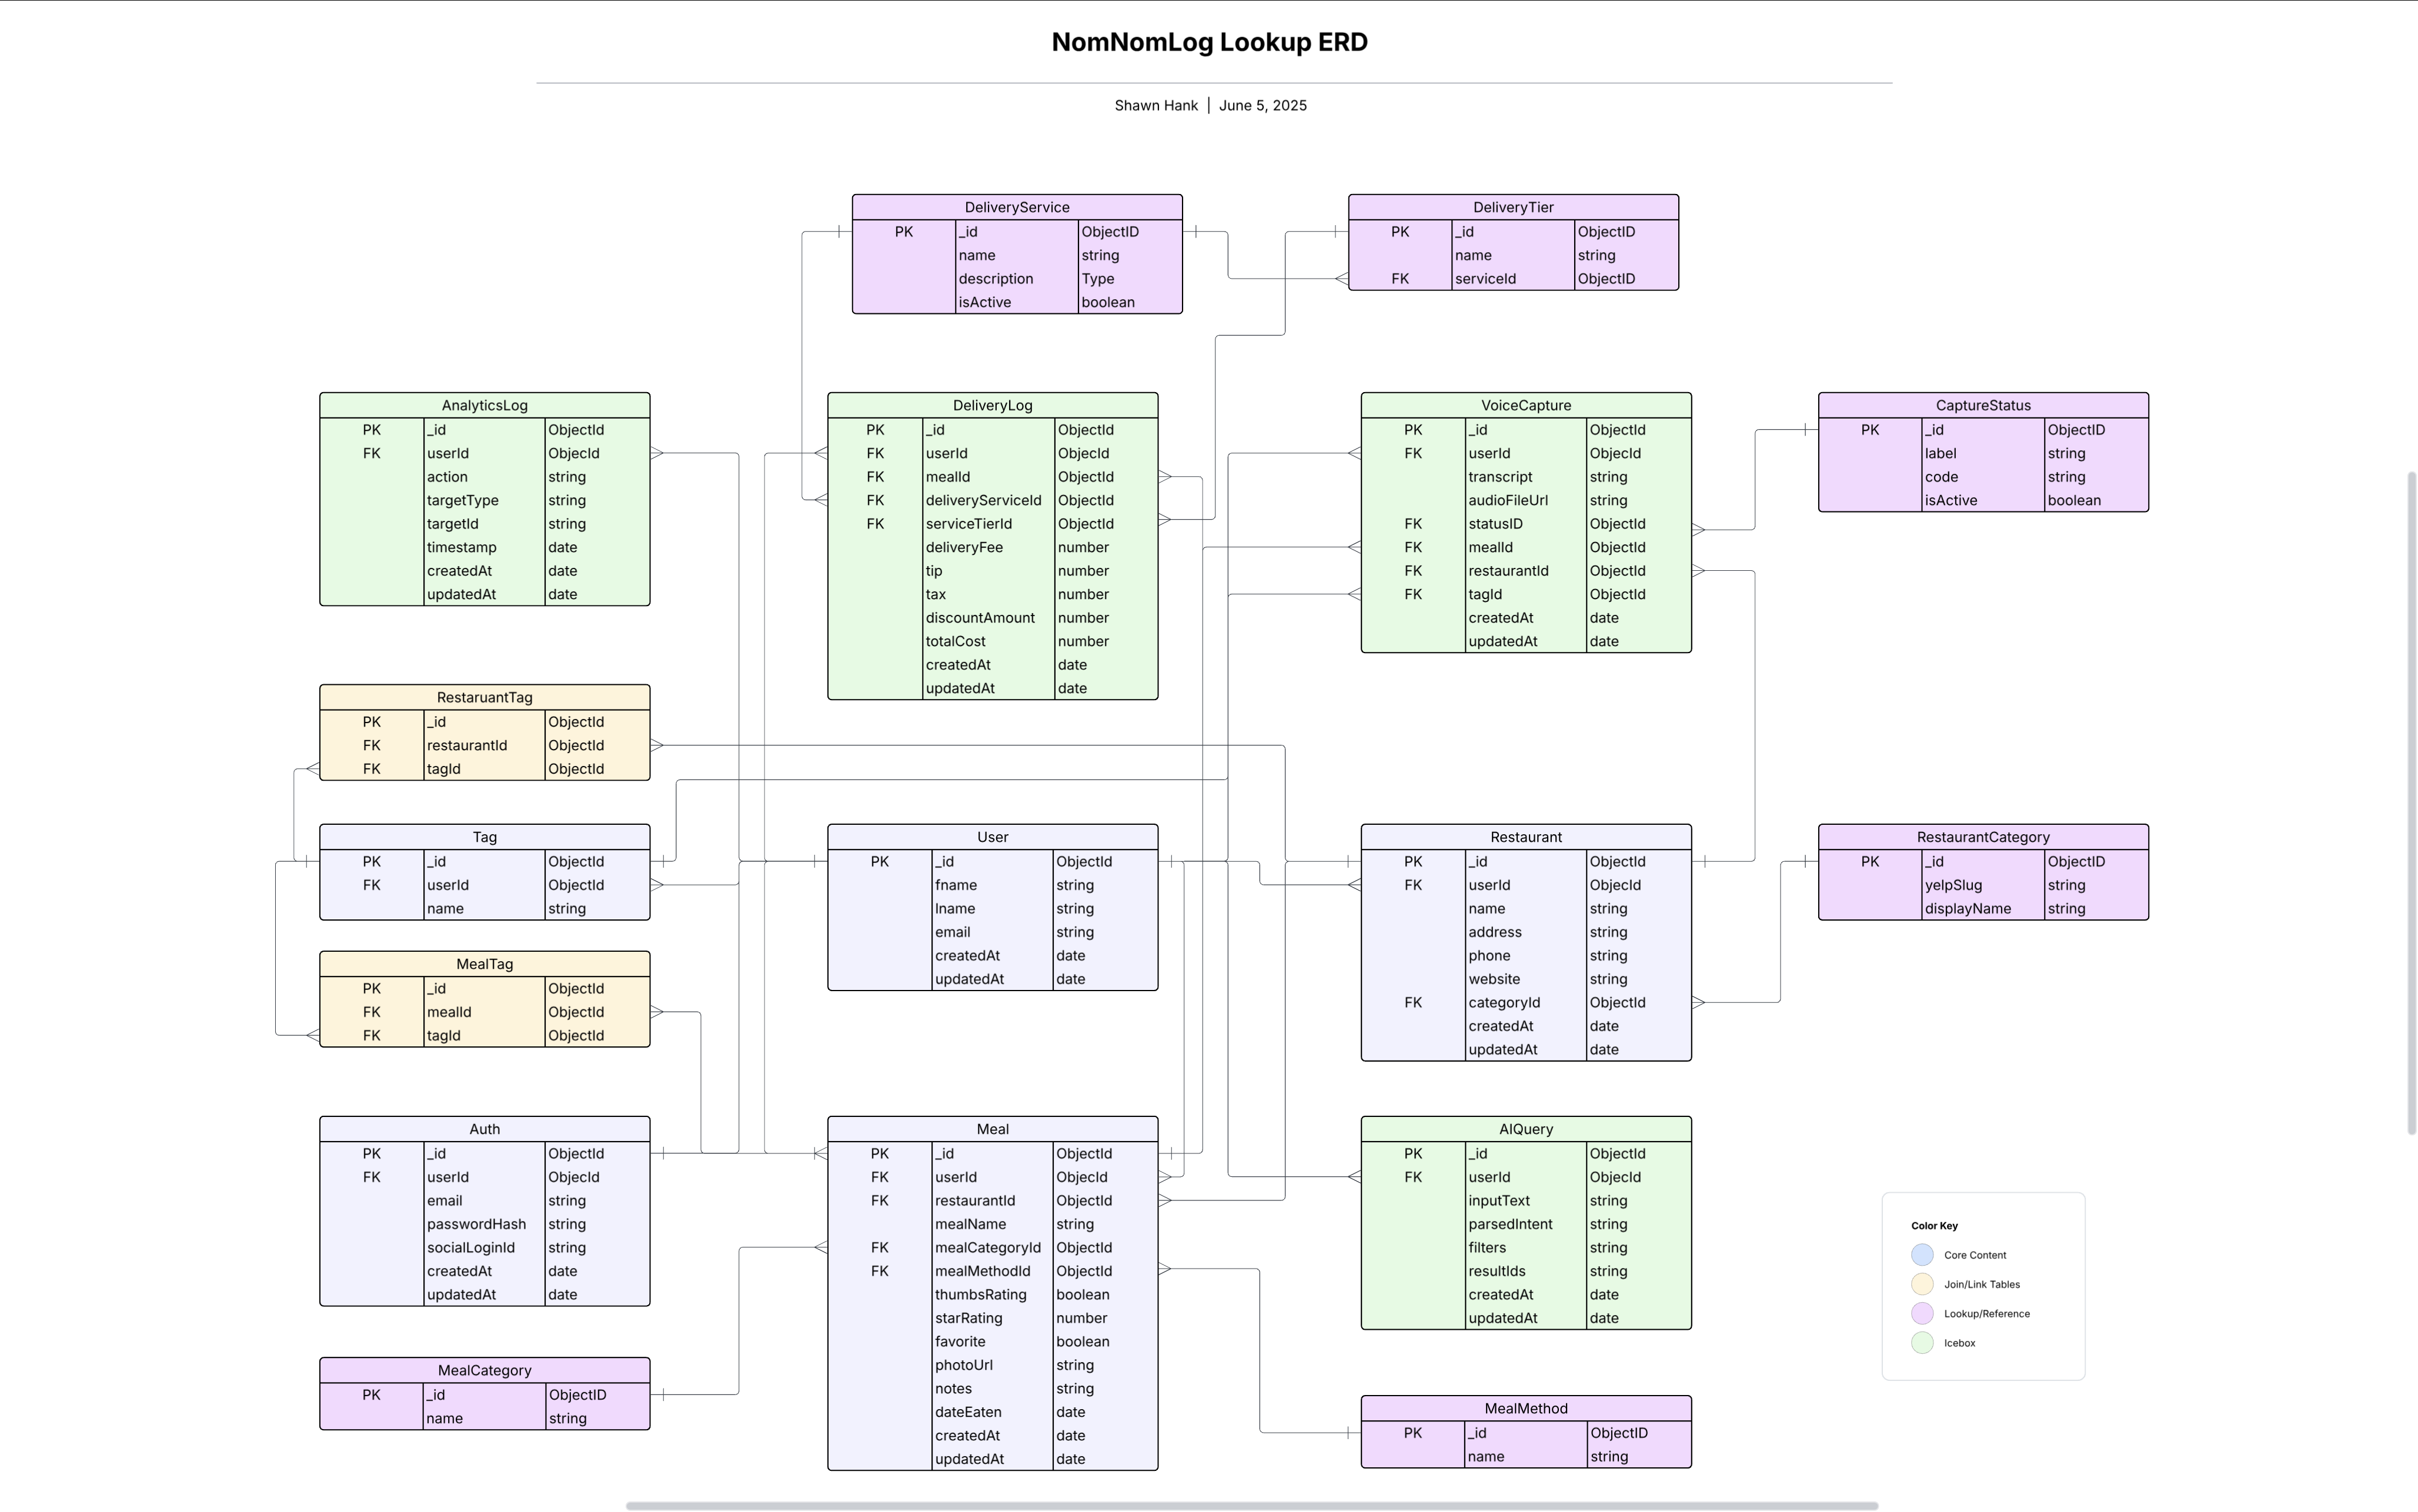 NomNomLog Lookup ERD
Shawn Hank | June 5, 2025
DeliveryService
PK _id ObjectID
name string
description Type
isActive boolean
DeliveryTier
PK _id ObjectID
name string
FK serviceId ObjectID
AnalyticsLog
PK _id ObjectId
FK userId ObjecId
action string
targetType string
targetId string
timestamp date
createdAt date
updatedAt date
DeliveryLog
PK _id ObjectId
FK userId ObjecId
FK mealId ObjectId
FK deliveryServiceId ObjectId
FK serviceTierId ObjectId
deliveryFee number
tip number
tax number
discountAmount number
totalCost number
createdAt date
updatedAt date
VoiceCapture
PK _id ObjectId
FK userId ObjecId
transcript string
audioFileUrl string
FK statusID ObjectId
FK mealId ObjectId
FK restaurantId ObjectId
FK tagId ObjectId
createdAt date
updatedAt date
CaptureStatus
PK _id ObjectID
label string
code string
isActive boolean
RestaruantTag
PK _id ObjectId
FK restaurantId ObjectId
FK tagId ObjectId
Tag
PK _id ObjectId
FK userId ObjectId
name string
User
PK _id ObjectId
fname string
lname string
email string
createdAt date
updatedAt date
Restaurant
PK _id ObjectId
FK userId ObjecId
name string
address string
phone string
website string
FK categoryId ObjectId
createdAt date
updatedAt date
RestaurantCategory
PK _id ObjectID
yelpSlug string
displayName string
MealTag
PK _id ObjectId
FK mealId ObjectId
FK tagId ObjectId
Auth
PK _id ObjectId
FK userId ObjecId
email string
passwordHash string
socialLoginId string
createdAt date
updatedAt date
Meal
PK _id ObjectId
FK userId ObjecId
FK restaurantId ObjectId
mealName string
FK mealCategoryId ObjectId
FK mealMethodId ObjectId
thumbsRating boolean
starRating number
favorite boolean
photoUrl string
notes string
dateEaten date
createdAt date
updatedAt date
AIQuery
PK _id ObjectId
FK userId ObjecId
inputText string
parsedIntent string
filters string
resultIds string
createdAt date
updatedAt date
MealCategory
PK _id ObjectID
name string
MealMethod
PK _id ObjectID
name string
Color Key
Core Content
Join/Link Tables
Lookup/Reference
Icebox